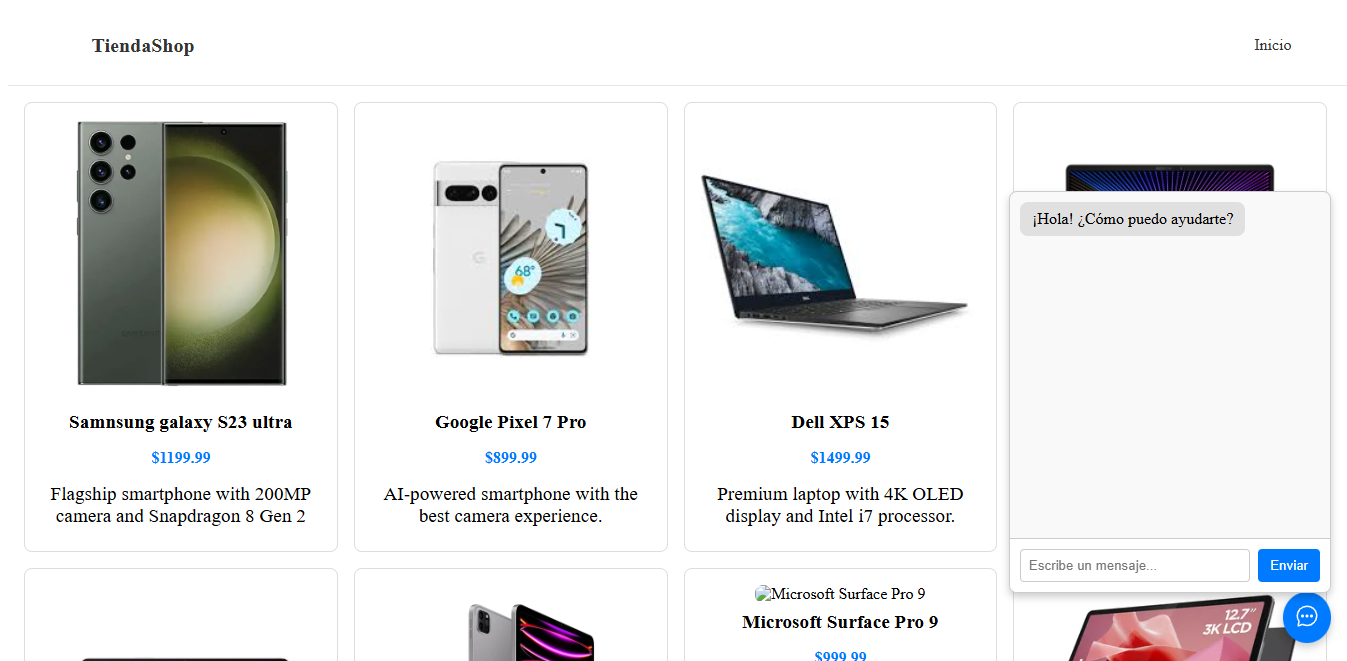 TiendaShop
Inicio
68°
Samnsung galaxy S23 ultra
$1199.99
Flagship smartphone with 200MP
camera and Snapdragon 8 Gen 2
Google Pixel 7 Pro
$899.99
AI-powered smartphone with the
best camera experience.
DELL
Dell XPS 15
$1499.99
Premium laptop with 4K OLED
display and Intel i7 processor.
¡Hola! ¿Cómo puedo ayudarte?
Escribe un mensaje...
Enviar
Microsoft Surface Pro 9
Microsoft Surface Pro 9
$999.99
12.7"
3K LCD